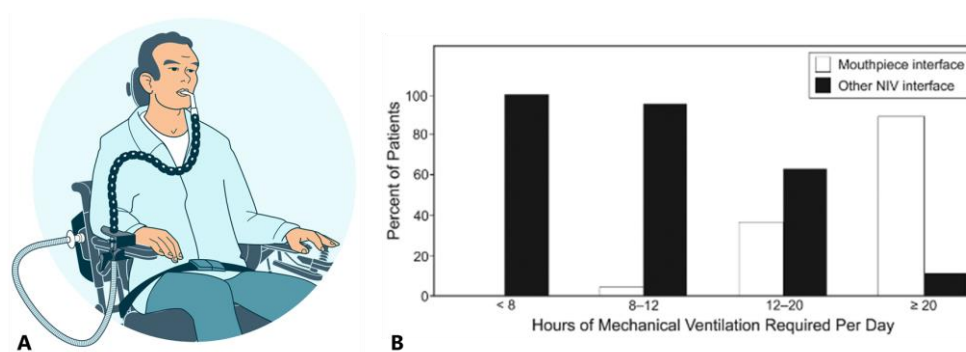 A
B
Mouthpiece interface
Other NIV interface
Percent of Patients
100
80
60
40
20
0
< 8
8–12
12–20
≥ 20
Hours of Mechanical Ventilation Required Per Day